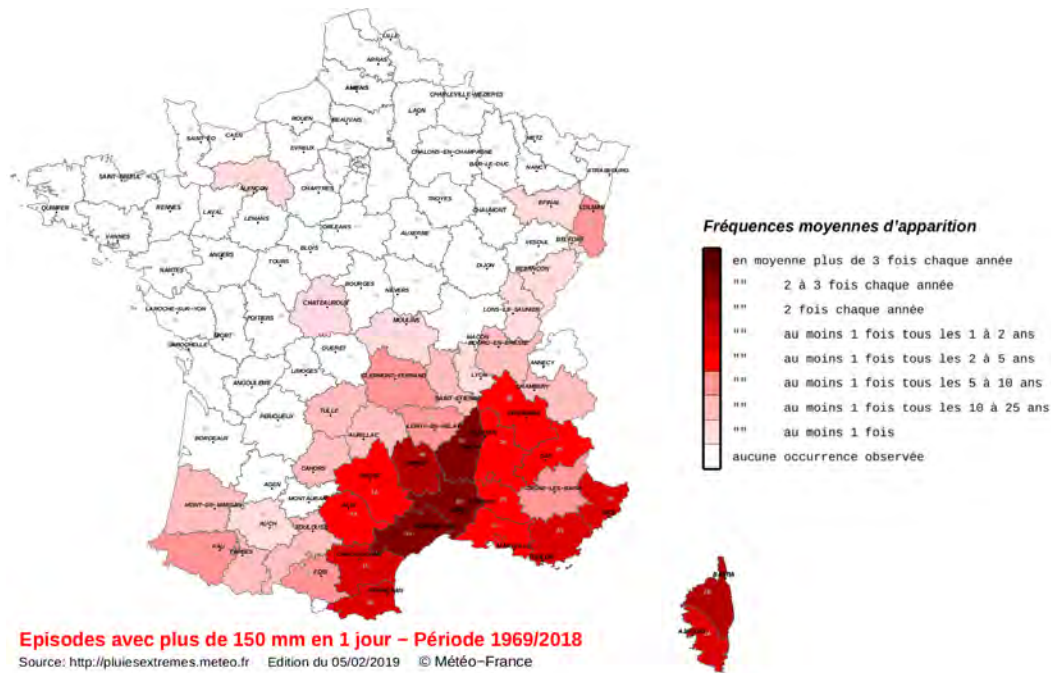 LILLE
ARRAS
AMIENS
CHARLEVILLE-MEZIERES
LAON
ROUEN
BEAUVAIS
SAINT-LO
CAEN
EVREUX
METZ
CHALONS-EN-CHAMPAGNE
BAR-LE-DUC
NANCY
STRASBOURG
SAINT-BRIEUC
ALENCON
CHARTRES
QUIMPER
RENNES
LAVAL
LE MANS
TROYES
CHAUMONT
EPINAL
COLMAR
VANNES
ORLEANS
AUXERRE
ANGERS
BLOIS
VESOUL
BELFORT
NANTES
TOURS
DIJON
BESANCON
BOURGES
NEVERS
LA ROCHE-SUR-YON
CHATEAUROUX
POITIERS
MOULINS
LONS-LE-SAUNIER
NIORT
MACON
BOURG-EN-BRESSE
LA ROCHELLE
GUERET
ANNECY
LIMOGES
CLERMONT-FERRAND
LYON
ANGOULEME
CHAMBERY
SAINT-ETIENNE
TULLE
PERIGUEUX
GRENOBLE
AURILLAC
BORDEAUX
CAHORS
AGEN
MONTAUBAN
MONT-DE-MARSAN
AUCH
TOULOUSE
PAU
TARBES
FOIX
BASTIA
Fréquences moyennes d'apparition
en moyenne plus de 3 fois chaque année
"" 2 à 3 fois chaque année
"" 2 fois chaque année
"" au moins 1 fois tous les 1 à 2 ans
"" au moins 1 fois tous les 2 à 5 ans
"" au moins 1 fois tous les 5 à 10 ans
"" au moins 1 fois tous les 10 à 25 ans
"" au moins 1 fois
aucune occurrence observée
Episodes avec plus de 150 mm en 1 jour – Période 1969/2018
Source: http://pluiesextremes.meteo.fr Edition du 05/02/2019 © Météo–France